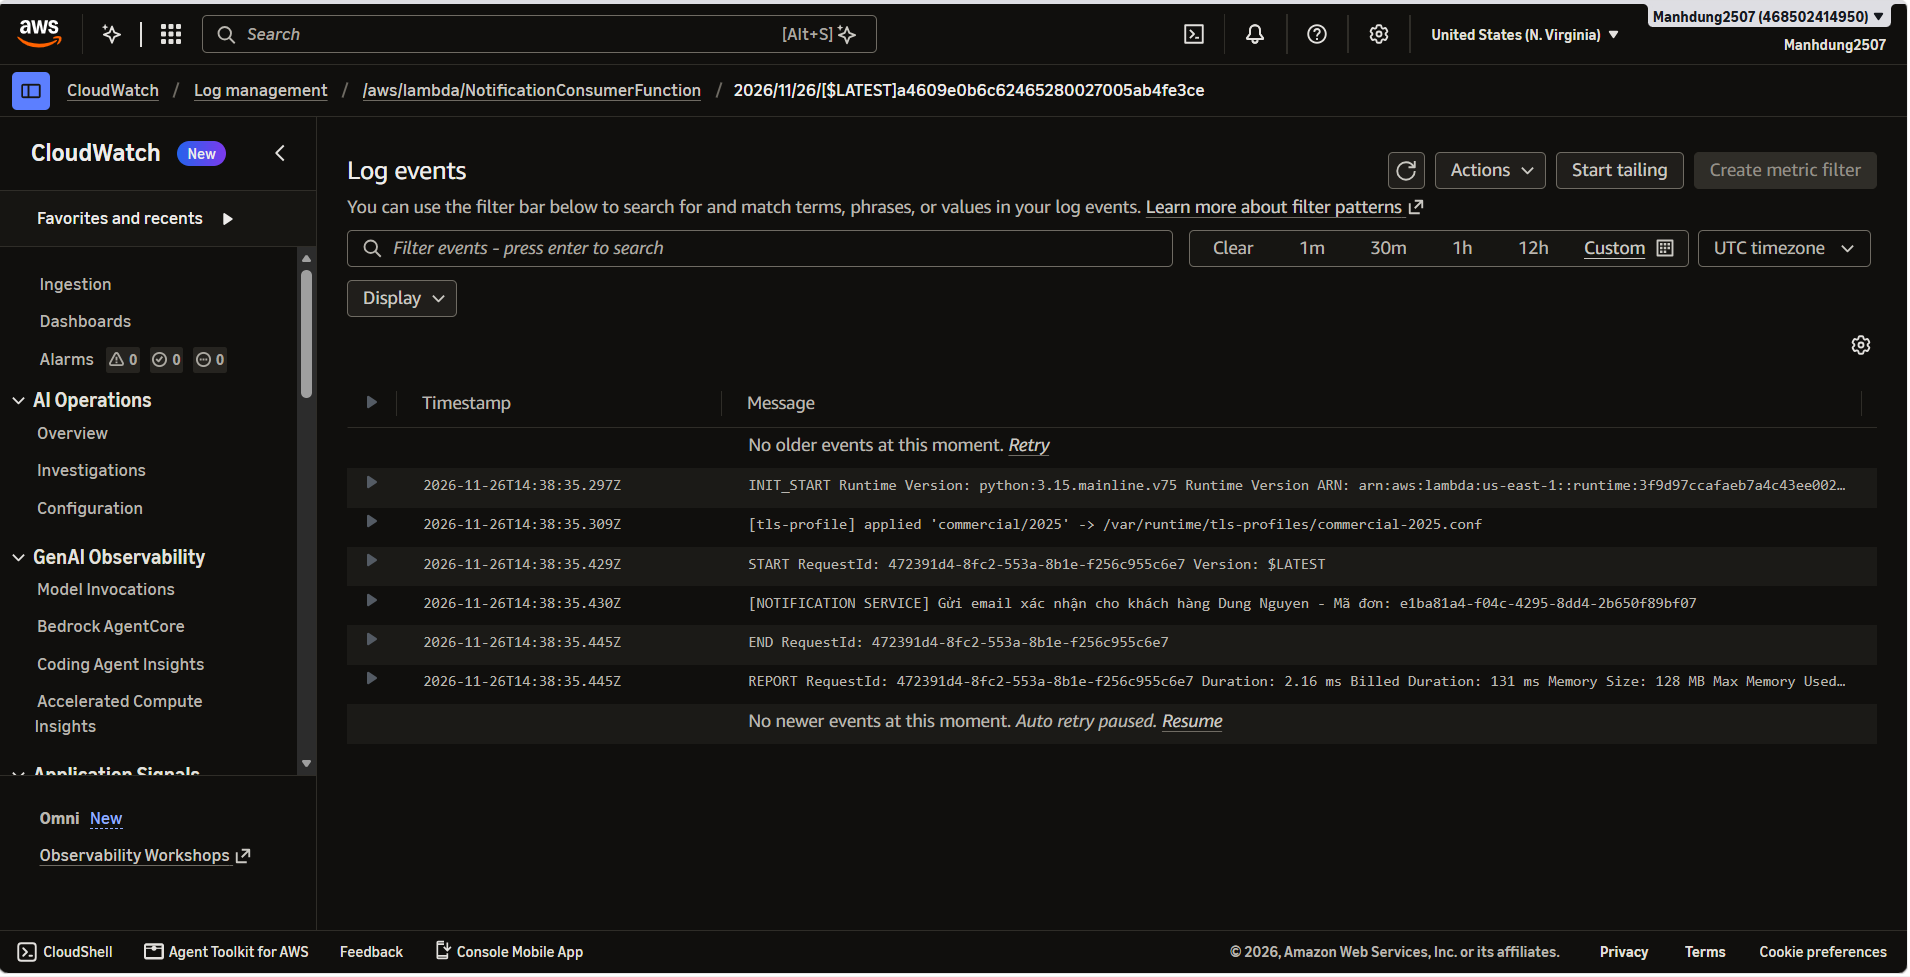 aws
Search [Alt+S]
United States (N. Virginia)
Manhdung2507 (468502414950)
Manhdung2507
CloudWatch / Log management / /aws/lambda/NotificationConsumerFunction / 2026/11/26/[$LATEST]a4609e0b6c62465280027005ab4fe3ce
CloudWatch New
Favorites and recents
Ingestion
Dashboards
Alarms 0 0 0
AI Operations
Overview
Investigations
Configuration
GenAI Observability
Model Invocations
Bedrock AgentCore
Coding Agent Insights
Accelerated Compute
Insights
Application Signals
Omni New
Observability Workshops
Log events
Actions
Start tailing
Create metric filter
You can use the filter bar below to search for and match terms, phrases, or values in your log events. Learn more about filter patterns
Filter events - press enter to search
Clear 1m 30m 1h 12h Custom
UTC timezone
Display
Timestamp Message
No older events at this moment. Retry
2026-11-26T14:38:35.297Z INIT_START Runtime Version: python:3.15.mainline.v75 Runtime Version ARN: arn:aws:lambda:us-east-1::runtime:3f9d97ccafaeb7a4c43ee002…
2026-11-26T14:38:35.309Z [tls-profile] applied 'commercial/2025' -> /var/runtime/tls-profiles/commercial-2025.conf
2026-11-26T14:38:35.429Z START RequestId: 472391d4-8fc2-553a-8b1e-f256c955c6e7 Version: $LATEST
2026-11-26T14:38:35.430Z [NOTIFICATION SERVICE] Gửi email xác nhận cho khách hàng Dung Nguyen - Mã đơn: e1ba81a4-f04c-4295-8dd4-2b650f89bf07
2026-11-26T14:38:35.445Z END RequestId: 472391d4-8fc2-553a-8b1e-f256c955c6e7
2026-11-26T14:38:35.445Z REPORT RequestId: 472391d4-8fc2-553a-8b1e-f256c955c6e7 Duration: 2.16 ms Billed Duration: 131 ms Memory Size: 128 MB Max Memory Used…
No newer events at this moment. Auto retry paused. Resume
CloudShell
Agent Toolkit for AWS
Feedback
Console Mobile App
© 2026, Amazon Web Services, Inc. or its affiliates.
Privacy
Terms
Cookie preferences